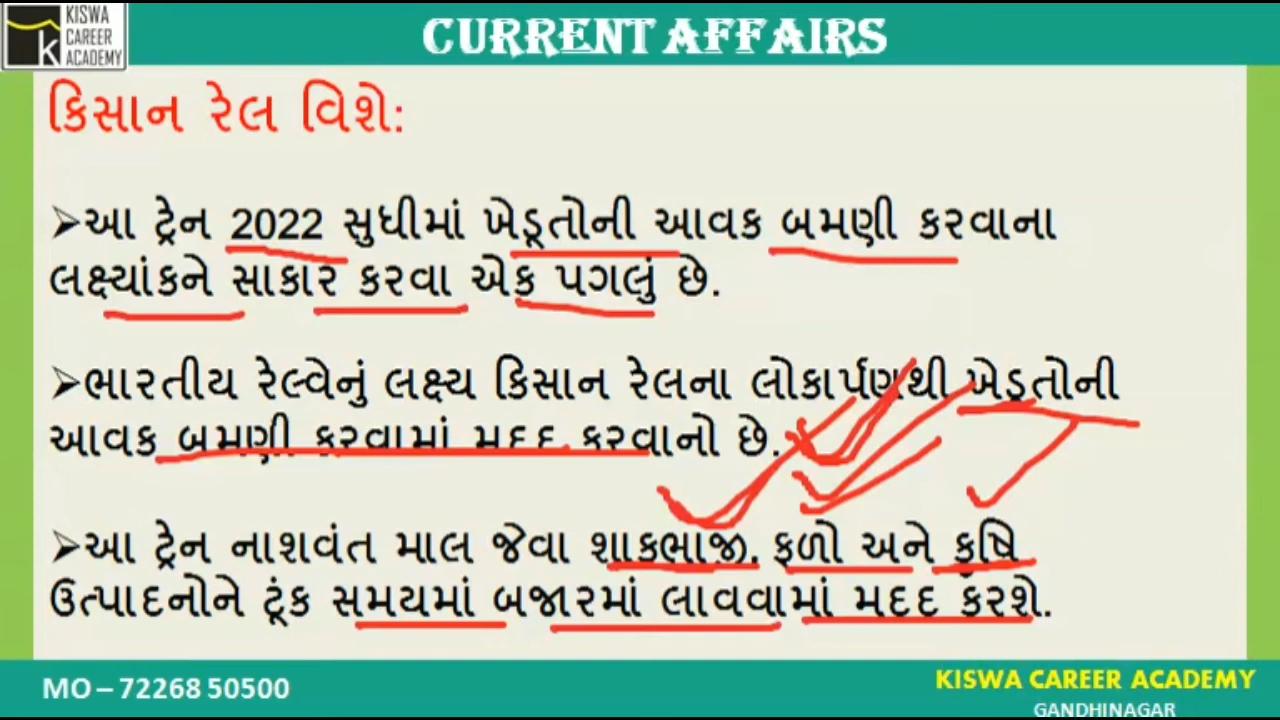 KISWA
CAREER
ACADEMY
K
CURRENT AFFAIRS
કિસાન રેલ વિશે:
➢આ ટ્રેન 2022 સુધીમાં ખેડૂતોની આવક બમણી કરવાના
લક્ષ્યાંકને સાકાર કરવા એક પગલું છે.
➢ભારતીય રેલ્વેનું લક્ષ્ય કિસાન રેલના લોકાર્પણથી ખેડૂતોની
આવક બમણી કરવામાં મદદ કરવાનો છે.
➢આ ટ્રેન નાશવંત માલ જેવા શાકભાજી, ફળો અને કૃષિ
ઉત્પાદનોને ટૂંક સમયમાં બજારમાં લાવવામાં મદદ કરશે.
MO – 72268 50500
KISWA CAREER ACADEMY
GANDHINAGAR